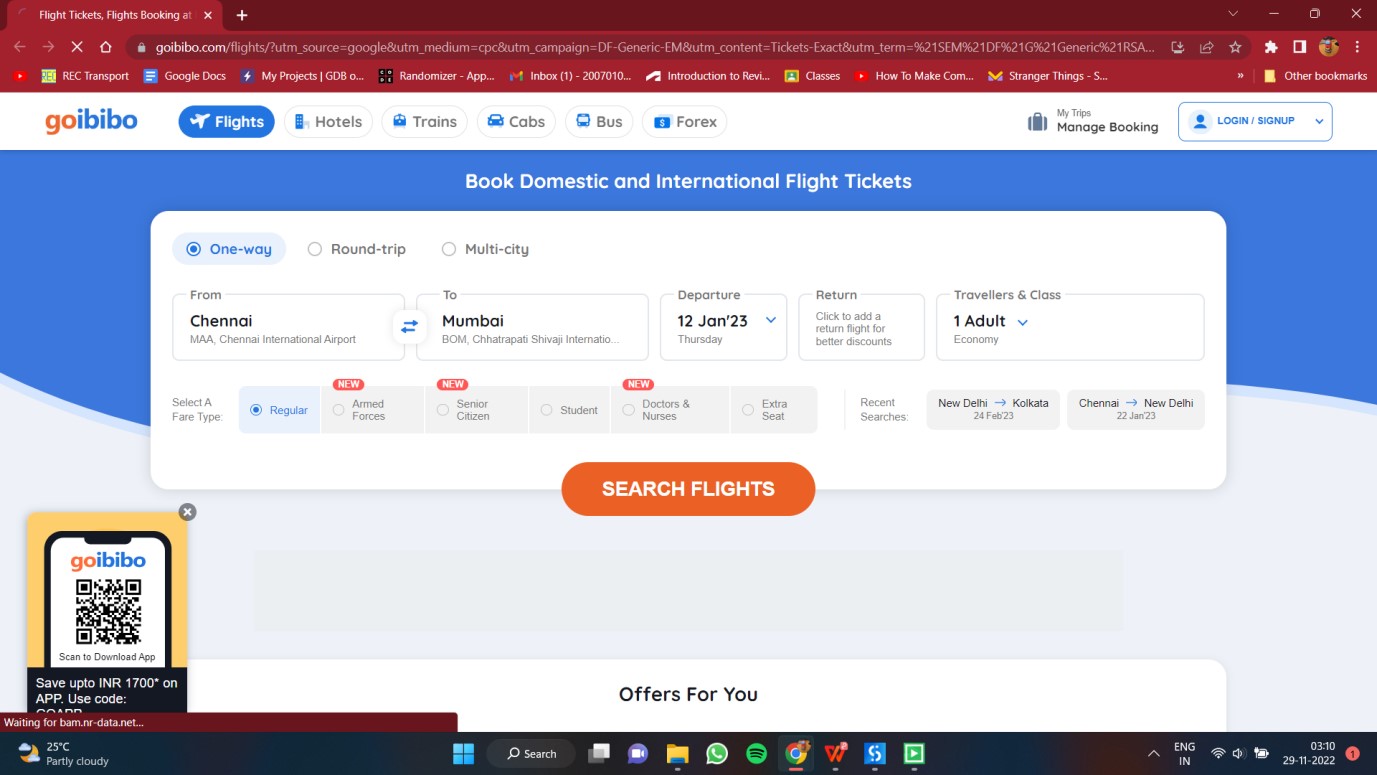 Flight Tickets, Flights Booking at
goibibo.com/flights/?utm_source=google&utm_medium=cpc&utm_campaign=DF-Generic-EM&utm_content=Tickets-Exact&utm_term=%21SEM%21DF%21G%21Generic%21RSA...
REC Transport
Google Docs
My Projects | GDB o...
Randomizer - App...
Inbox (1) - 2007010...
Introduction to Revi...
Classes
How To Make Com...
Stranger Things - S...
»
Other bookmarks
goibibo
Flights
Hotels
Trains
Cabs
Bus
Forex
My Trips
Manage Booking
LOGIN / SIGNUP
Book Domestic and International Flight Tickets
One-way
Round-trip
Multi-city
From
Chennai
MAA, Chennai International Airport
To
Mumbai
BOM, Chhatrapati Shivaji Internatio...
Departure
12 Jan'23
Thursday
Return
Click to add a
return flight for
better discounts
Travellers & Class
1 Adult
Economy
Select A
Fare Type:
Regular
NEW
Armed
Forces
NEW
Senior
Citizen
Student
NEW
Doctors &
Nurses
Extra
Seat
Recent
Searches:
New Delhi → Kolkata
24 Feb'23
Chennai → New Delhi
22 Jan'23
SEARCH FLIGHTS
goibibo
Scan to Download App
Save upto INR 1700* on
APP. Use code:
Offers For You
Waiting for bam.nr-data.net...
25°C
Partly cloudy
Search
ENG
IN
03:10
29-11-2022
1